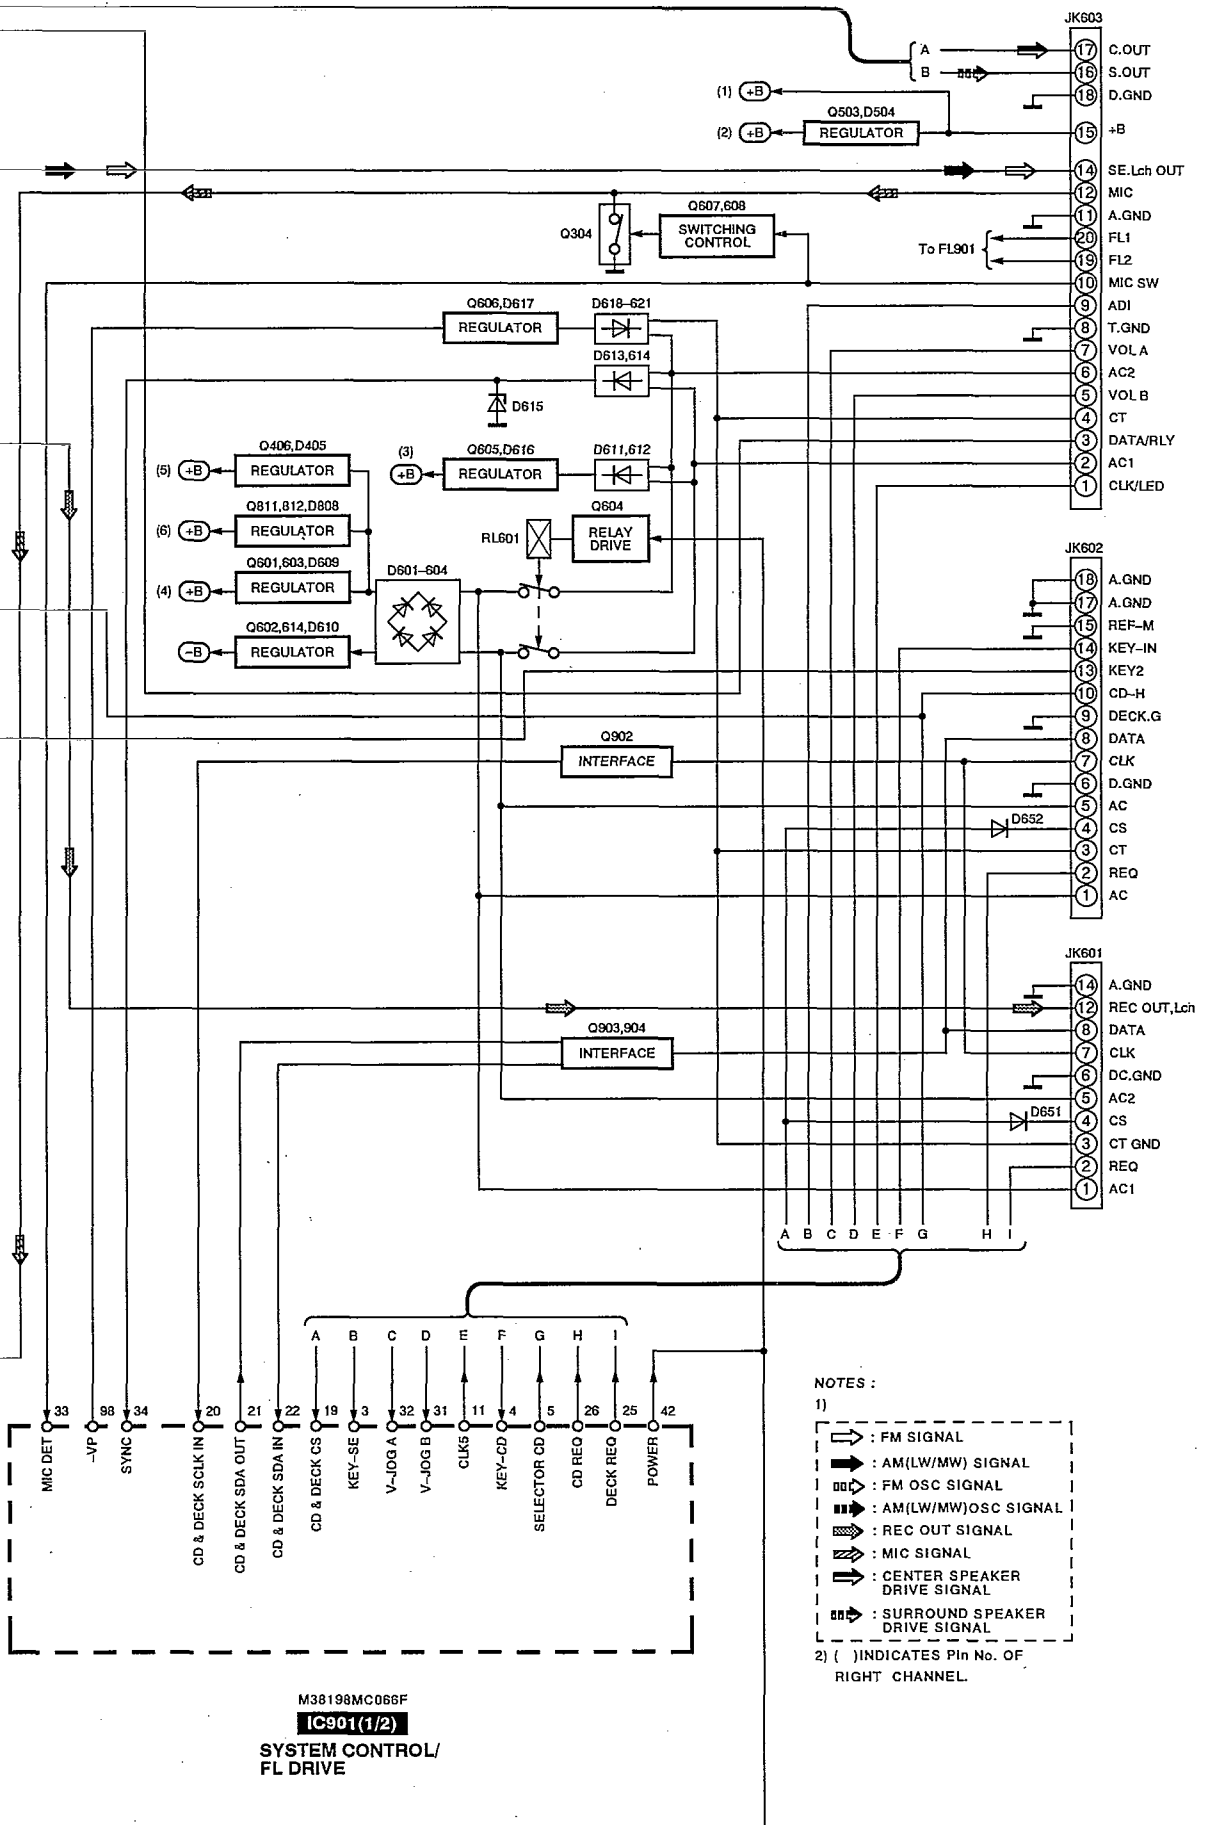 JK603
A
17 C.OUT
B
16 S.OUT
(1) +B
18 D.GND
Q503,D504
(2) +B
REGULATOR
15 +B
14 SE.Lch OUT
12 MIC
Q607,608
11 A.GND
Q304
SWITCHING
CONTROL
To FL901
20 FL1
19 FL2
10 MIC SW
Q606,D617
D618-621
9 ADI
REGULATOR
8 T.GND
D613,614
7 VOL A
6 AC2
D615
5 VOL B
4 CT
Q406,D405
(3)
Q605,D616
D611,612
3 DATA/RLY
(5) +B
REGULATOR
+B
REGULATOR
2 AC1
1 CLK/LED
Q811,812,D808
Q604
(6) +B
REGULATOR
RL601
RELAY
DRIVE
JK602
Q601,603,D609
D601-604
18 A.GND
(4) +B
REGULATOR
17 A.GND
Q602,614,D610
15 REF-M
-B
REGULATOR
14 KEY-IN
13 KEY2
10 CD-H
9 DECK.G
Q902
8 DATA
INTERFACE
7 CLK
6 D.GND
5 AC
D652
4 CS
3 CT
2 REQ
1 AC
JK601
14 A.GND
12 REC OUT,Lch
Q903,904
8 DATA
INTERFACE
7 CLK
6 DC.GND
5 AC2
D651
4 CS
3 CT GND
2 REQ
1 AC1
A B C D E F G H I
A B C D E F G H I
33 98 34 20 21 22 19 3 32 31 11 4 5 26 25 42
MIC DET
-VP
SYNC
CD & DECK SCLK IN
CD & DECK SDA OUT
CD & DECK SDA IN
CD & DECK CS
KEY-SE
V-JOG A
V-JOG B
CLK5
KEY-CD
SELECTOR CD
CD REQ
DECK REQ
POWER
NOTES :
1)
: FM SIGNAL
: AM(LW/MW) SIGNAL
: FM OSC SIGNAL
: AM(LW/MW)OSC SIGNAL
: REC OUT SIGNAL
: MIC SIGNAL
: CENTER SPEAKER
DRIVE SIGNAL
: SURROUND SPEAKER
DRIVE SIGNAL
2) ( )INDICATES Pin No. OF
RIGHT CHANNEL.
M38198MC066F
IC901(1/2)
SYSTEM CONTROL/
FL DRIVE